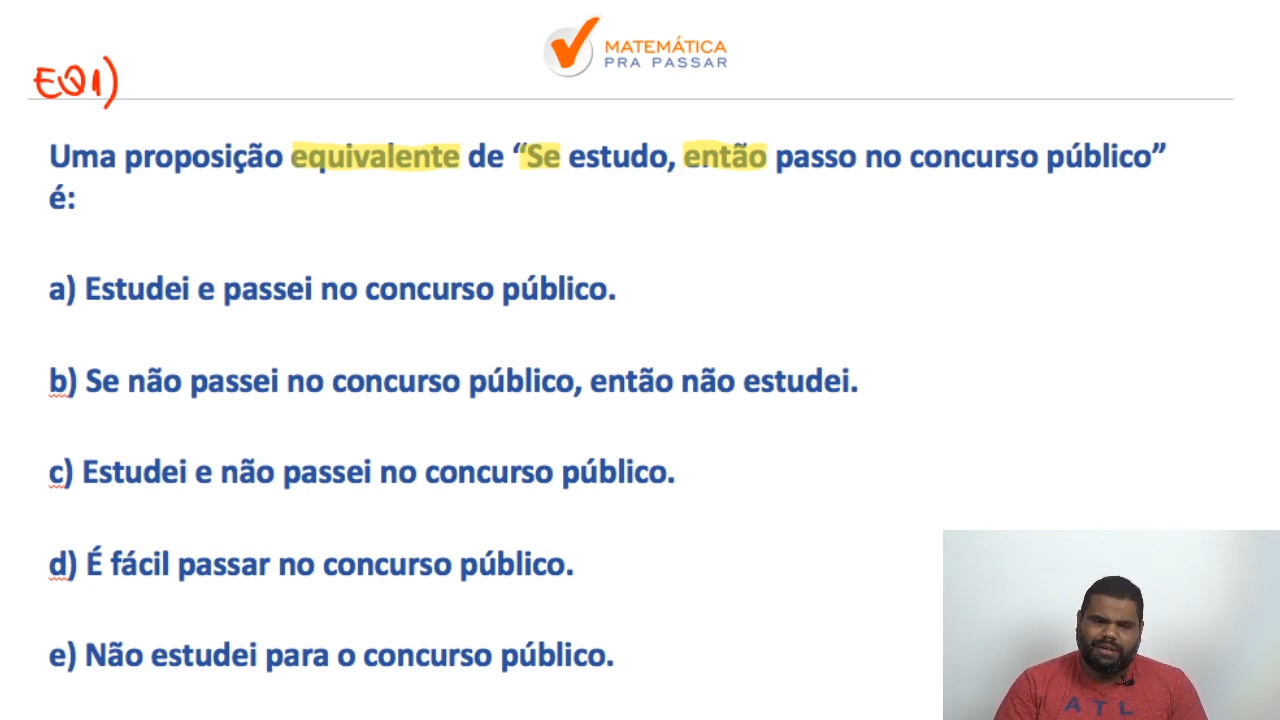 MATEMÁTICA
PRA PASSAR
EQ1)
Uma proposição equivalente de “Se estudo, então passo no concurso público”
é:
a) Estudei e passei no concurso público.
b) Se não passei no concurso público, então não estudei.
c) Estudei e não passei no concurso público.
d) É fácil passar no concurso público.
e) Não estudei para o concurso público.
ATL